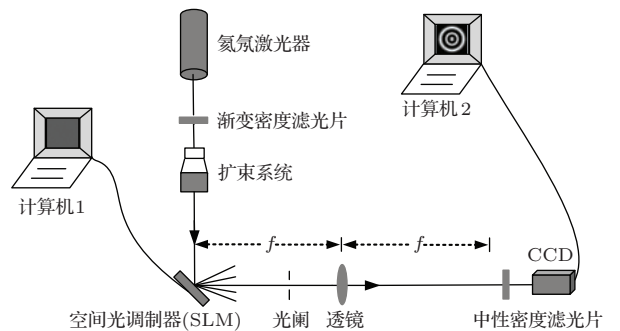 氦氖激光器
渐变密度滤光片
扩束系统
计算机1
计算机2
f
f
CCD
空间光调制器(SLM)
光阑
透镜
中性密度滤光片